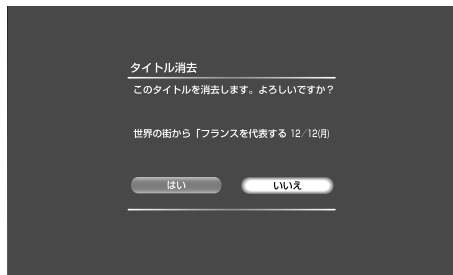 タイトル消去
このタイトルを消去します。よろしいですか？
世界の街から「フランスを代表する 12/12(月)
はい
いいえ